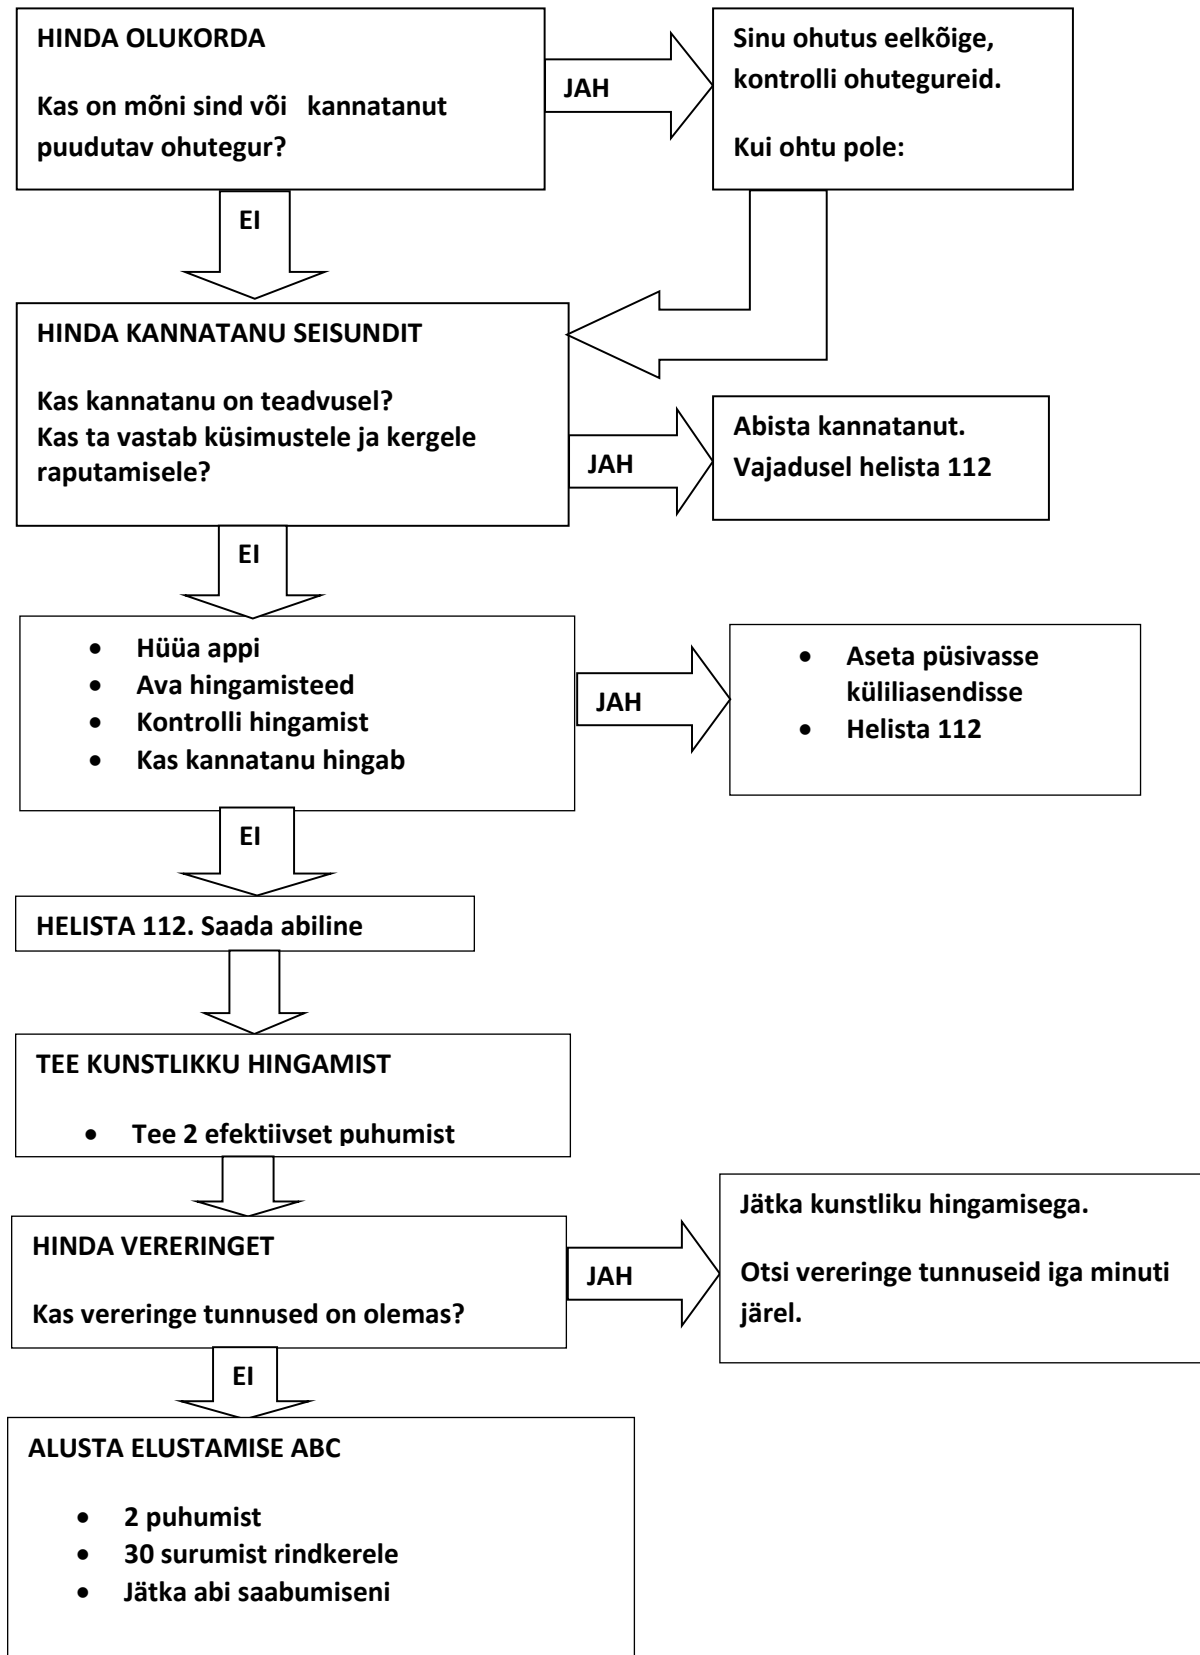 HINDA OLUKORDA
Kas on mõni sind või kannatanut
puudutav ohutegur?
JAH
Sinu ohutus eelkõige,
kontrolli ohutegureid.
Kui ohtu pole:
EI
HINDA KANNATANU SEISUNDIT
Kas kannatanu on teadvusel?
Kas ta vastab küsimustele ja kergele
raputamisele?
JAH
Abista kannatanut.
Vajadusel helista 112
EI
• Hüüa appi
• Ava hingamisteed
• Kontrolli hingamist
• Kas kannatanu hingab
JAH
• Aseta püsivasse
küliliasendisse
• Helista 112
EI
HELISTA 112. Saada abiline
TEE KUNSTLIKKU HINGAMIST
• Tee 2 efektiivset puhumist
HINDA VERERINGET
Kas vereringe tunnused on olemas?
JAH
Jätka kunstliku hingamisega.
Otsi vereringe tunnuseid iga minuti
järel.
EI
ALUSTA ELUSTAMISE ABC
• 2 puhumist
• 30 surumist rindkerele
• Jätka abi saabumiseni